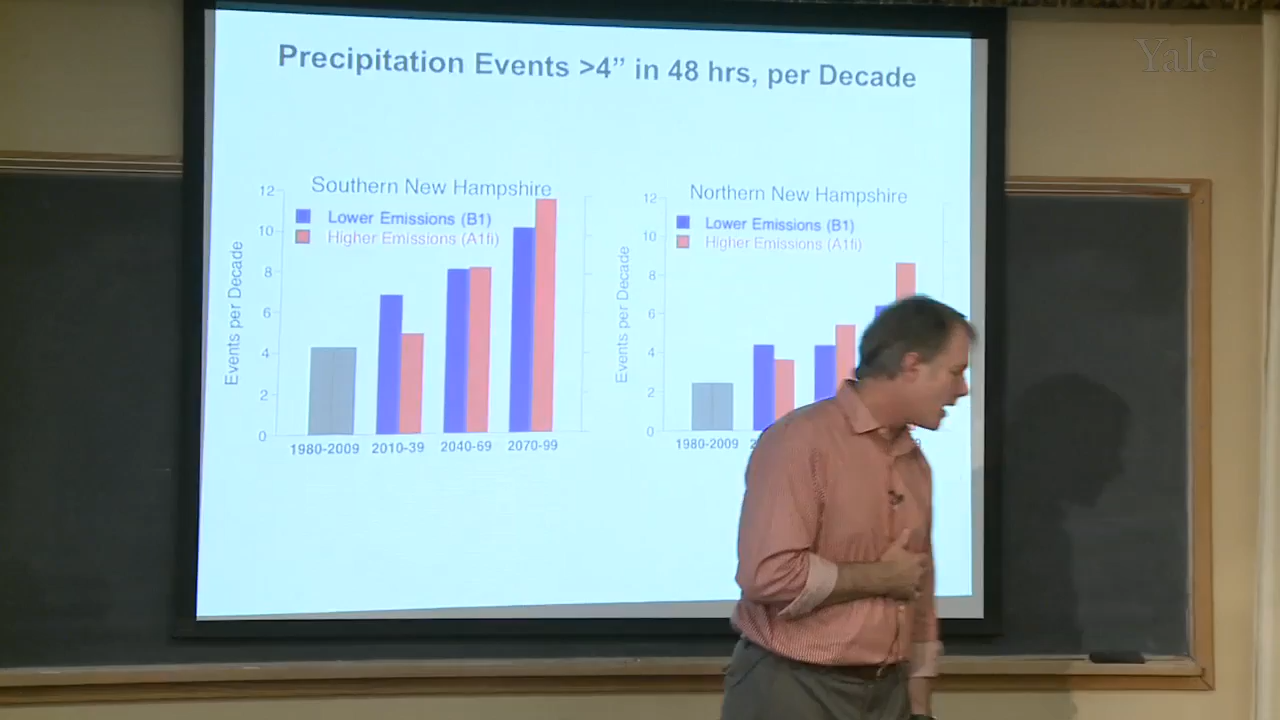 Yale
Precipitation Events >4” in 48 hrs, per Decade
Southern New Hampshire
Lower Emissions (B1)
Higher Emissions (A1fi)
Events per Decade
12
10
8
6
4
2
0
1980-2009 2010-39 2040-69 2070-99
Northern New Hampshire
Lower Emissions (B1)
Higher Emissions (A1fi)
Events per Decade
12
10
8
6
4
2
0
1980-2009